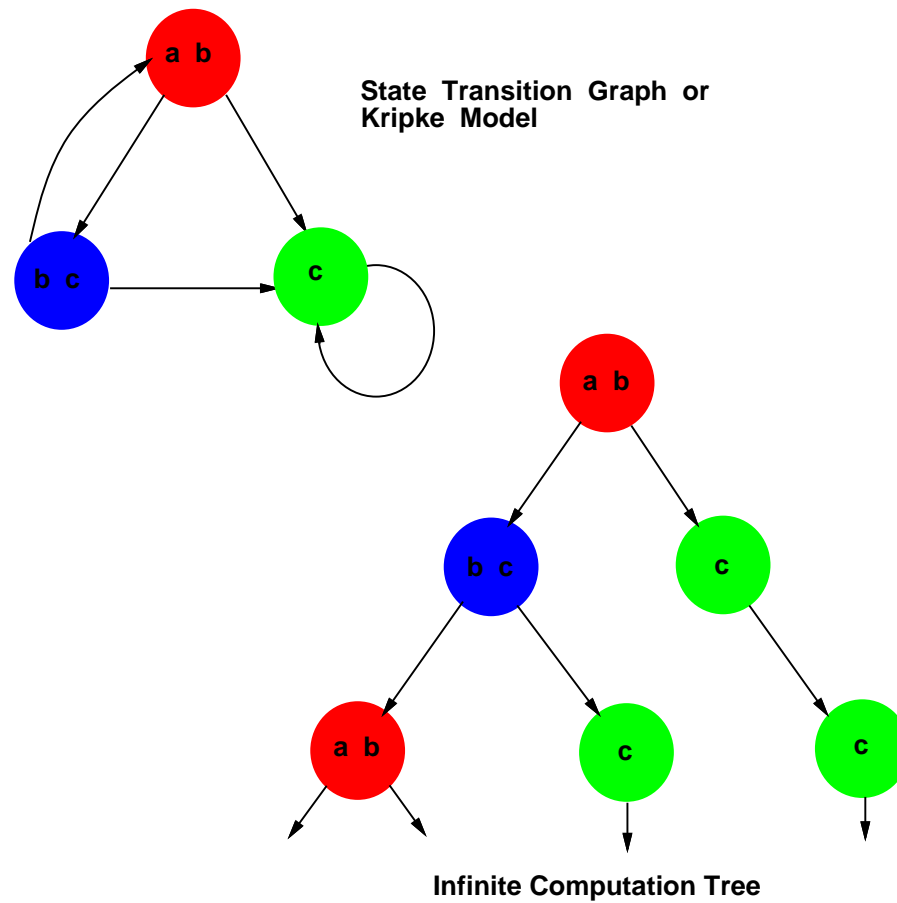 a b
State Transition Graph or
Kripke Model
b c
c
a b
b c
c
a b
c
c
Infinite Computation Tree